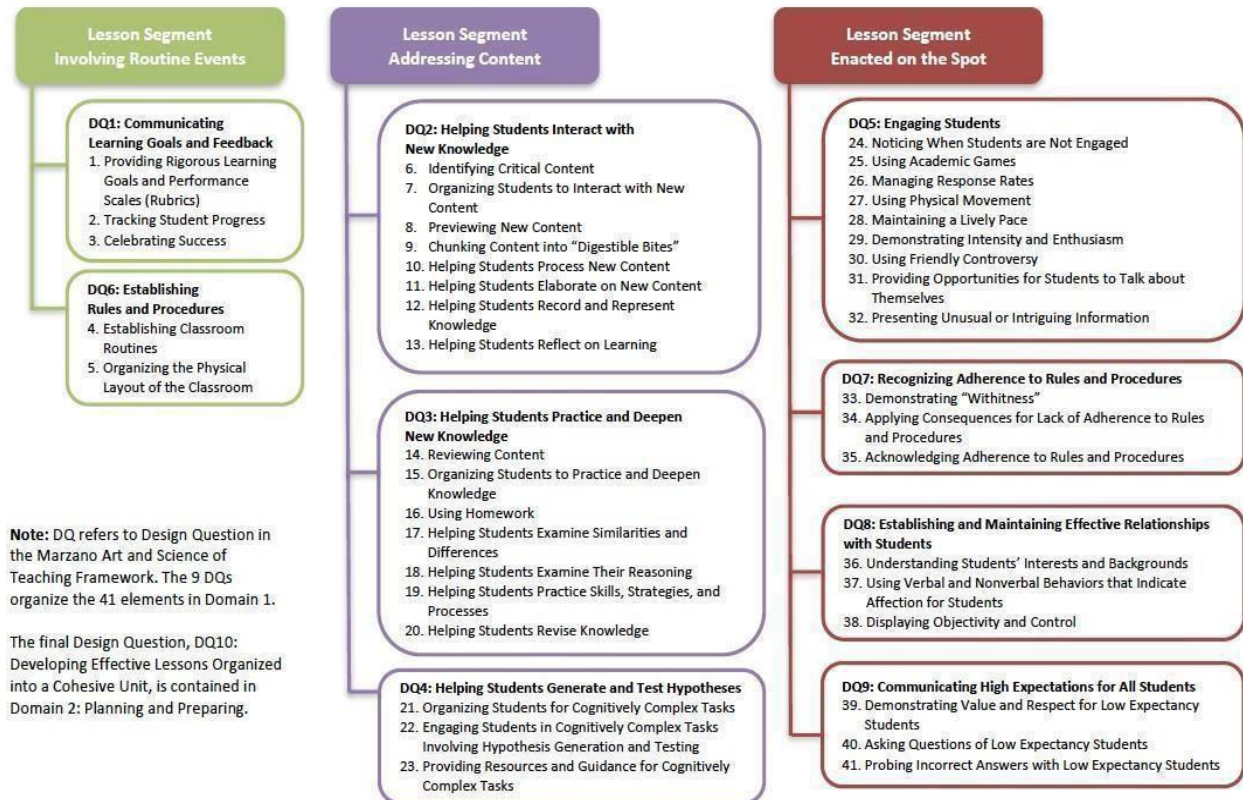 Lesson Segment
Involving Routine Events
DQ1: Communicating
Learning Goals and Feedback
1. Providing Rigorous Learning
Goals and Performance
Scales (Rubrics)
2. Tracking Student Progress
3. Celebrating Success
DQ6: Establishing
Rules and Procedures
4. Establishing Classroom
Routines
5. Organizing the Physical
Layout of the Classroom
Note: DQ refers to Design Question in
the Marzano Art and Science of
Teaching Framework. The 9 DQs
organize the 41 elements in Domain 1.
The final Design Question, DQ10:
Developing Effective Lessons Organized
into a Cohesive Unit, is contained in
Domain 2: Planning and Preparing.
Lesson Segment
Addressing Content
DQ2: Helping Students Interact with
New Knowledge
6. Identifying Critical Content
7. Organizing Students to Interact with New
Content
8. Previewing New Content
9. Chunking Content into “Digestible Bites”
10. Helping Students Process New Content
11. Helping Students Elaborate on New Content
12. Helping Students Record and Represent
Knowledge
13. Helping Students Reflect on Learning
DQ3: Helping Students Practice and Deepen
New Knowledge
14. Reviewing Content
15. Organizing Students to Practice and Deepen
Knowledge
16. Using Homework
17. Helping Students Examine Similarities and
Differences
18. Helping Students Examine Their Reasoning
19. Helping Students Practice Skills, Strategies, and
Processes
20. Helping Students Revise Knowledge
DQ4: Helping Students Generate and Test Hypotheses
21. Organizing Students for Cognitively Complex Tasks
22. Engaging Students in Cognitively Complex Tasks
Involving Hypothesis Generation and Testing
23. Providing Resources and Guidance for Cognitively
Complex Tasks
Lesson Segment
Enacted on the Spot
DQ5: Engaging Students
24. Noticing When Students are Not Engaged
25. Using Academic Games
26. Managing Response Rates
27. Using Physical Movement
28. Maintaining a Lively Pace
29. Demonstrating Intensity and Enthusiasm
30. Using Friendly Controversy
31. Providing Opportunities for Students to Talk about
Themselves
32. Presenting Unusual or Intriguing Information
DQ7: Recognizing Adherence to Rules and Procedures
33. Demonstrating “Withitness”
34. Applying Consequences for Lack of Adherence to Rules
and Procedures
35. Acknowledging Adherence to Rules and Procedures
DQ8: Establishing and Maintaining Effective Relationships
with Students
36. Understanding Students’ Interests and Backgrounds
37. Using Verbal and Nonverbal Behaviors that Indicate
Affection for Students
38. Displaying Objectivity and Control
DQ9: Communicating High Expectations for All Students
39. Demonstrating Value and Respect for Low Expectancy
Students
40. Asking Questions of Low Expectancy Students
41. Probing Incorrect Answers with Low Expectancy Students